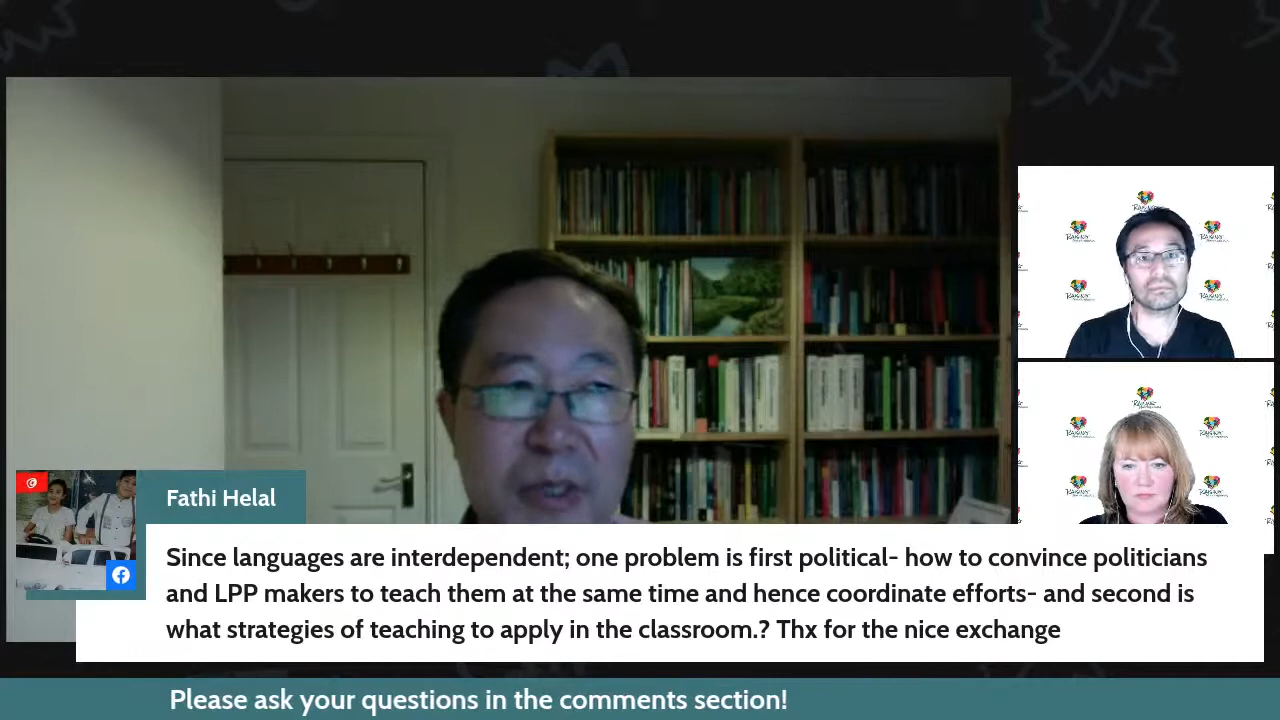 Fathi Helal
Since languages are interdependent; one problem is first political- how to convince politicians
and LPP makers to teach them at the same time and hence coordinate efforts- and second is
what strategies of teaching to apply in the classroom.? Thx for the nice exchange
Please ask your questions in the comments section!